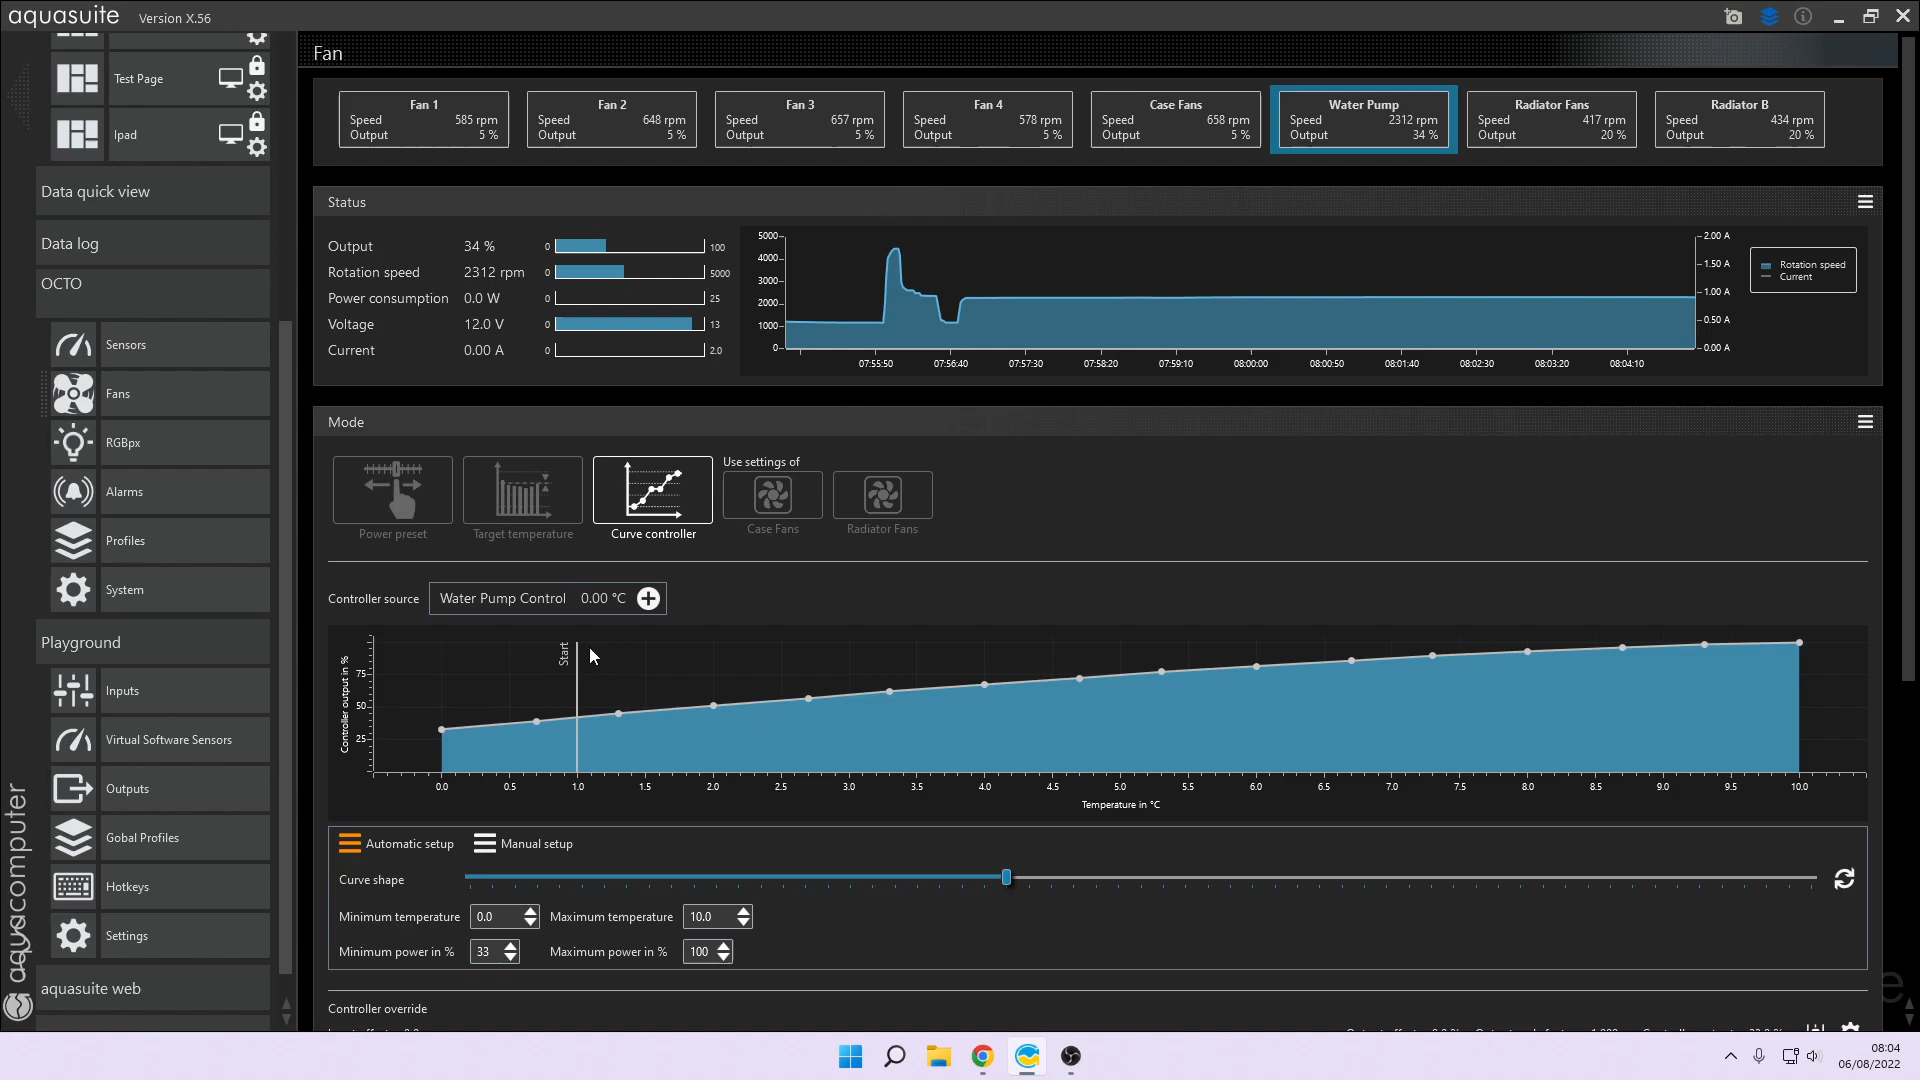 aquasuite Version X.56
Test Page
Ipad
Data quick view
Data log
OCTO
Sensors
Fans
RGBpx
Alarms
Profiles
System
Playground
Inputs
Virtual Software Sensors
Outputs
Gobal Profiles
Hotkeys
Settings
aquasuite web
aquacomputer
Fan
Fan 1
Speed 585 rpm
Output 5 %
Fan 2
Speed 648 rpm
Output 5 %
Fan 3
Speed 657 rpm
Output 5 %
Fan 4
Speed 578 rpm
Output 5 %
Case Fans
Speed 658 rpm
Output 5 %
Water Pump
Speed 2312 rpm
Output 34 %
Radiator Fans
Speed 417 rpm
Output 20 %
Radiator B
Speed 434 rpm
Output 20 %
Status
Output 34 % 0 100
Rotation speed 2312 rpm 0 5000
Power consumption 0.0 W 0 25
Voltage 12.0 V 0 13
Current 0.00 A 0 2.0
5000
4000
3000
2000
1000
0
2.00 A
1.50 A
1.00 A
0.50 A
0.00 A
07:55:50 07:56:40 07:57:30 07:58:20 07:59:10 08:00:00 08:00:50 08:01:40 08:02:30 08:03:20 08:04:10
Rotation speed
Current
Mode
Power preset
Target temperature
Curve controller
Use settings of
Case Fans
Radiator Fans
Controller source Water Pump Control 0.00 °C
Controller output in %
75
50
25
Start
0.0 0.5 1.0 1.5 2.0 2.5 3.0 3.5 4.0 4.5 5.0 5.5 6.0 6.5 7.0 7.5 8.0 8.5 9.0 9.5 10.0
Temperature in °C
Automatic setup Manual setup
Curve shape
Minimum temperature 0.0 Maximum temperature 10.0
Minimum power in % 33 Maximum power in % 100
Controller override
08:04
06/08/2022